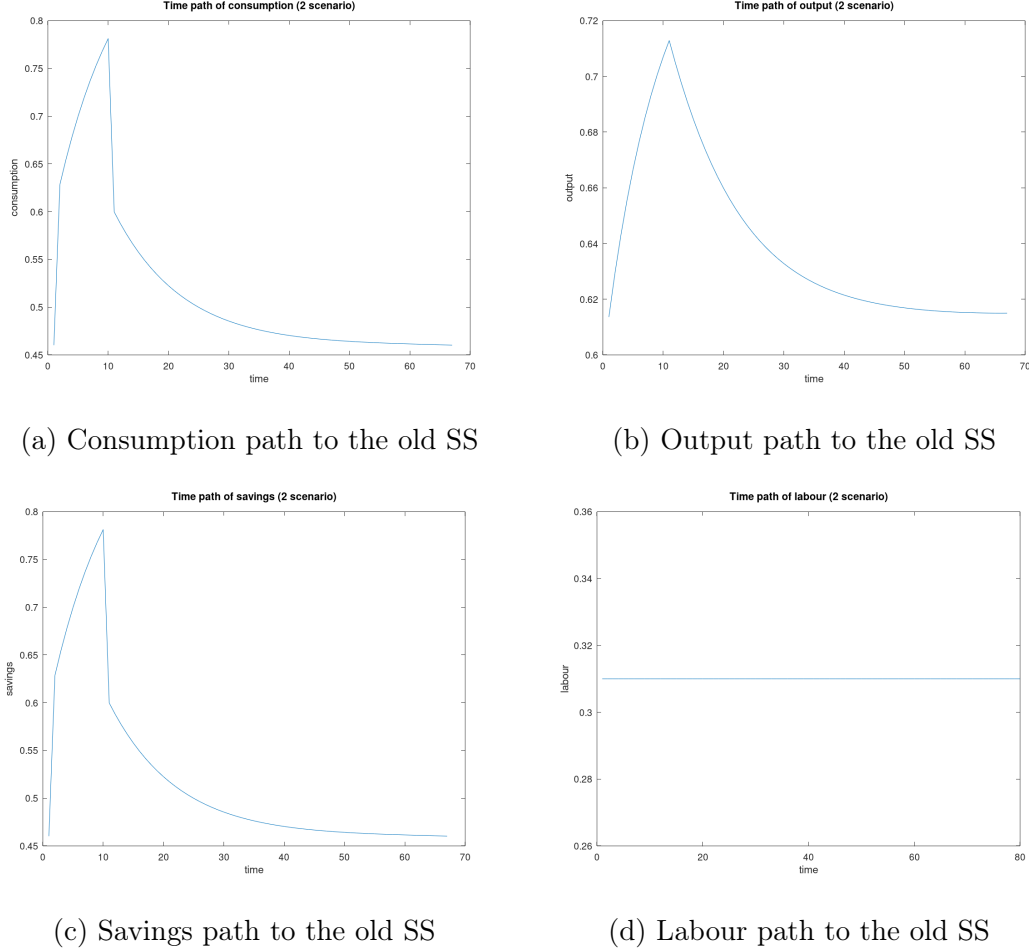 Time path of consumption (2 scenario)
0.8
0.75
0.7
0.65
0.6
0.55
0.5
0.45
consumption
0 10 20 30 40 50 60 70
time
(a) Consumption path to the old SS
Time path of output (2 scenario)
0.72
0.7
0.68
0.66
0.64
0.62
0.6
output
0 10 20 30 40 50 60 70
time
(b) Output path to the old SS
Time path of savings (2 scenario)
0.8
0.75
0.7
0.65
0.6
0.55
0.5
0.45
savings
0 10 20 30 40 50 60 70
time
(c) Savings path to the old SS
Time path of labour (2 scenario)
0.36
0.34
0.32
0.3
0.28
0.26
labour
0 20 40 60 80
time
(d) Labour path to the old SS